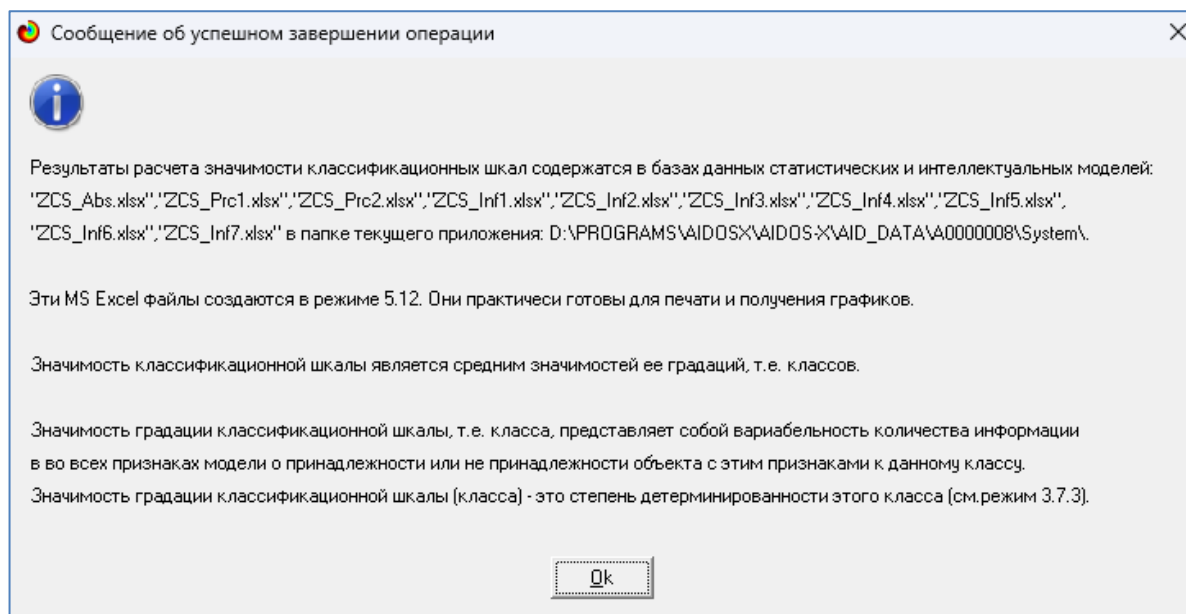 Сообщение об успешном завершении операции
Результаты расчета значимости классификационных шкал содержатся в базах данных статистических и интеллектуальных моделей:
"ZCS_Abs.xlsx","ZCS_Prc1.xlsx","ZCS_Prc2.xlsx","ZCS_Inf1.xlsx","ZCS_Inf2.xlsx","ZCS_Inf3.xlsx","ZCS_Inf4.xlsx","ZCS_Inf5.xlsx",
"ZCS_Inf6.xlsx","ZCS_Inf7.xlsx" в папке текущего приложения: D:\PROGRAMS\AIDOSX\AIDOS-X\AID_DATA\A0000008\System\.
Эти MS Excel файлы создаются в режиме 5.12. Они практичеси готовы для печати и получения графиков.
Значимость классификационной шкалы является средним значимостей ее градаций, т.е. классов.
Значимость градации классификационной шкалы, т.е. класса, представляет собой вариабельность количества информации
в во всех признаках модели о принадлежности или не принадлежности объекта с этим признаками к данному классу.
Значимость градации классификационной шкалы (класса) - это степень детерминированности этого класса (см.режим 3.7.3).
Ok